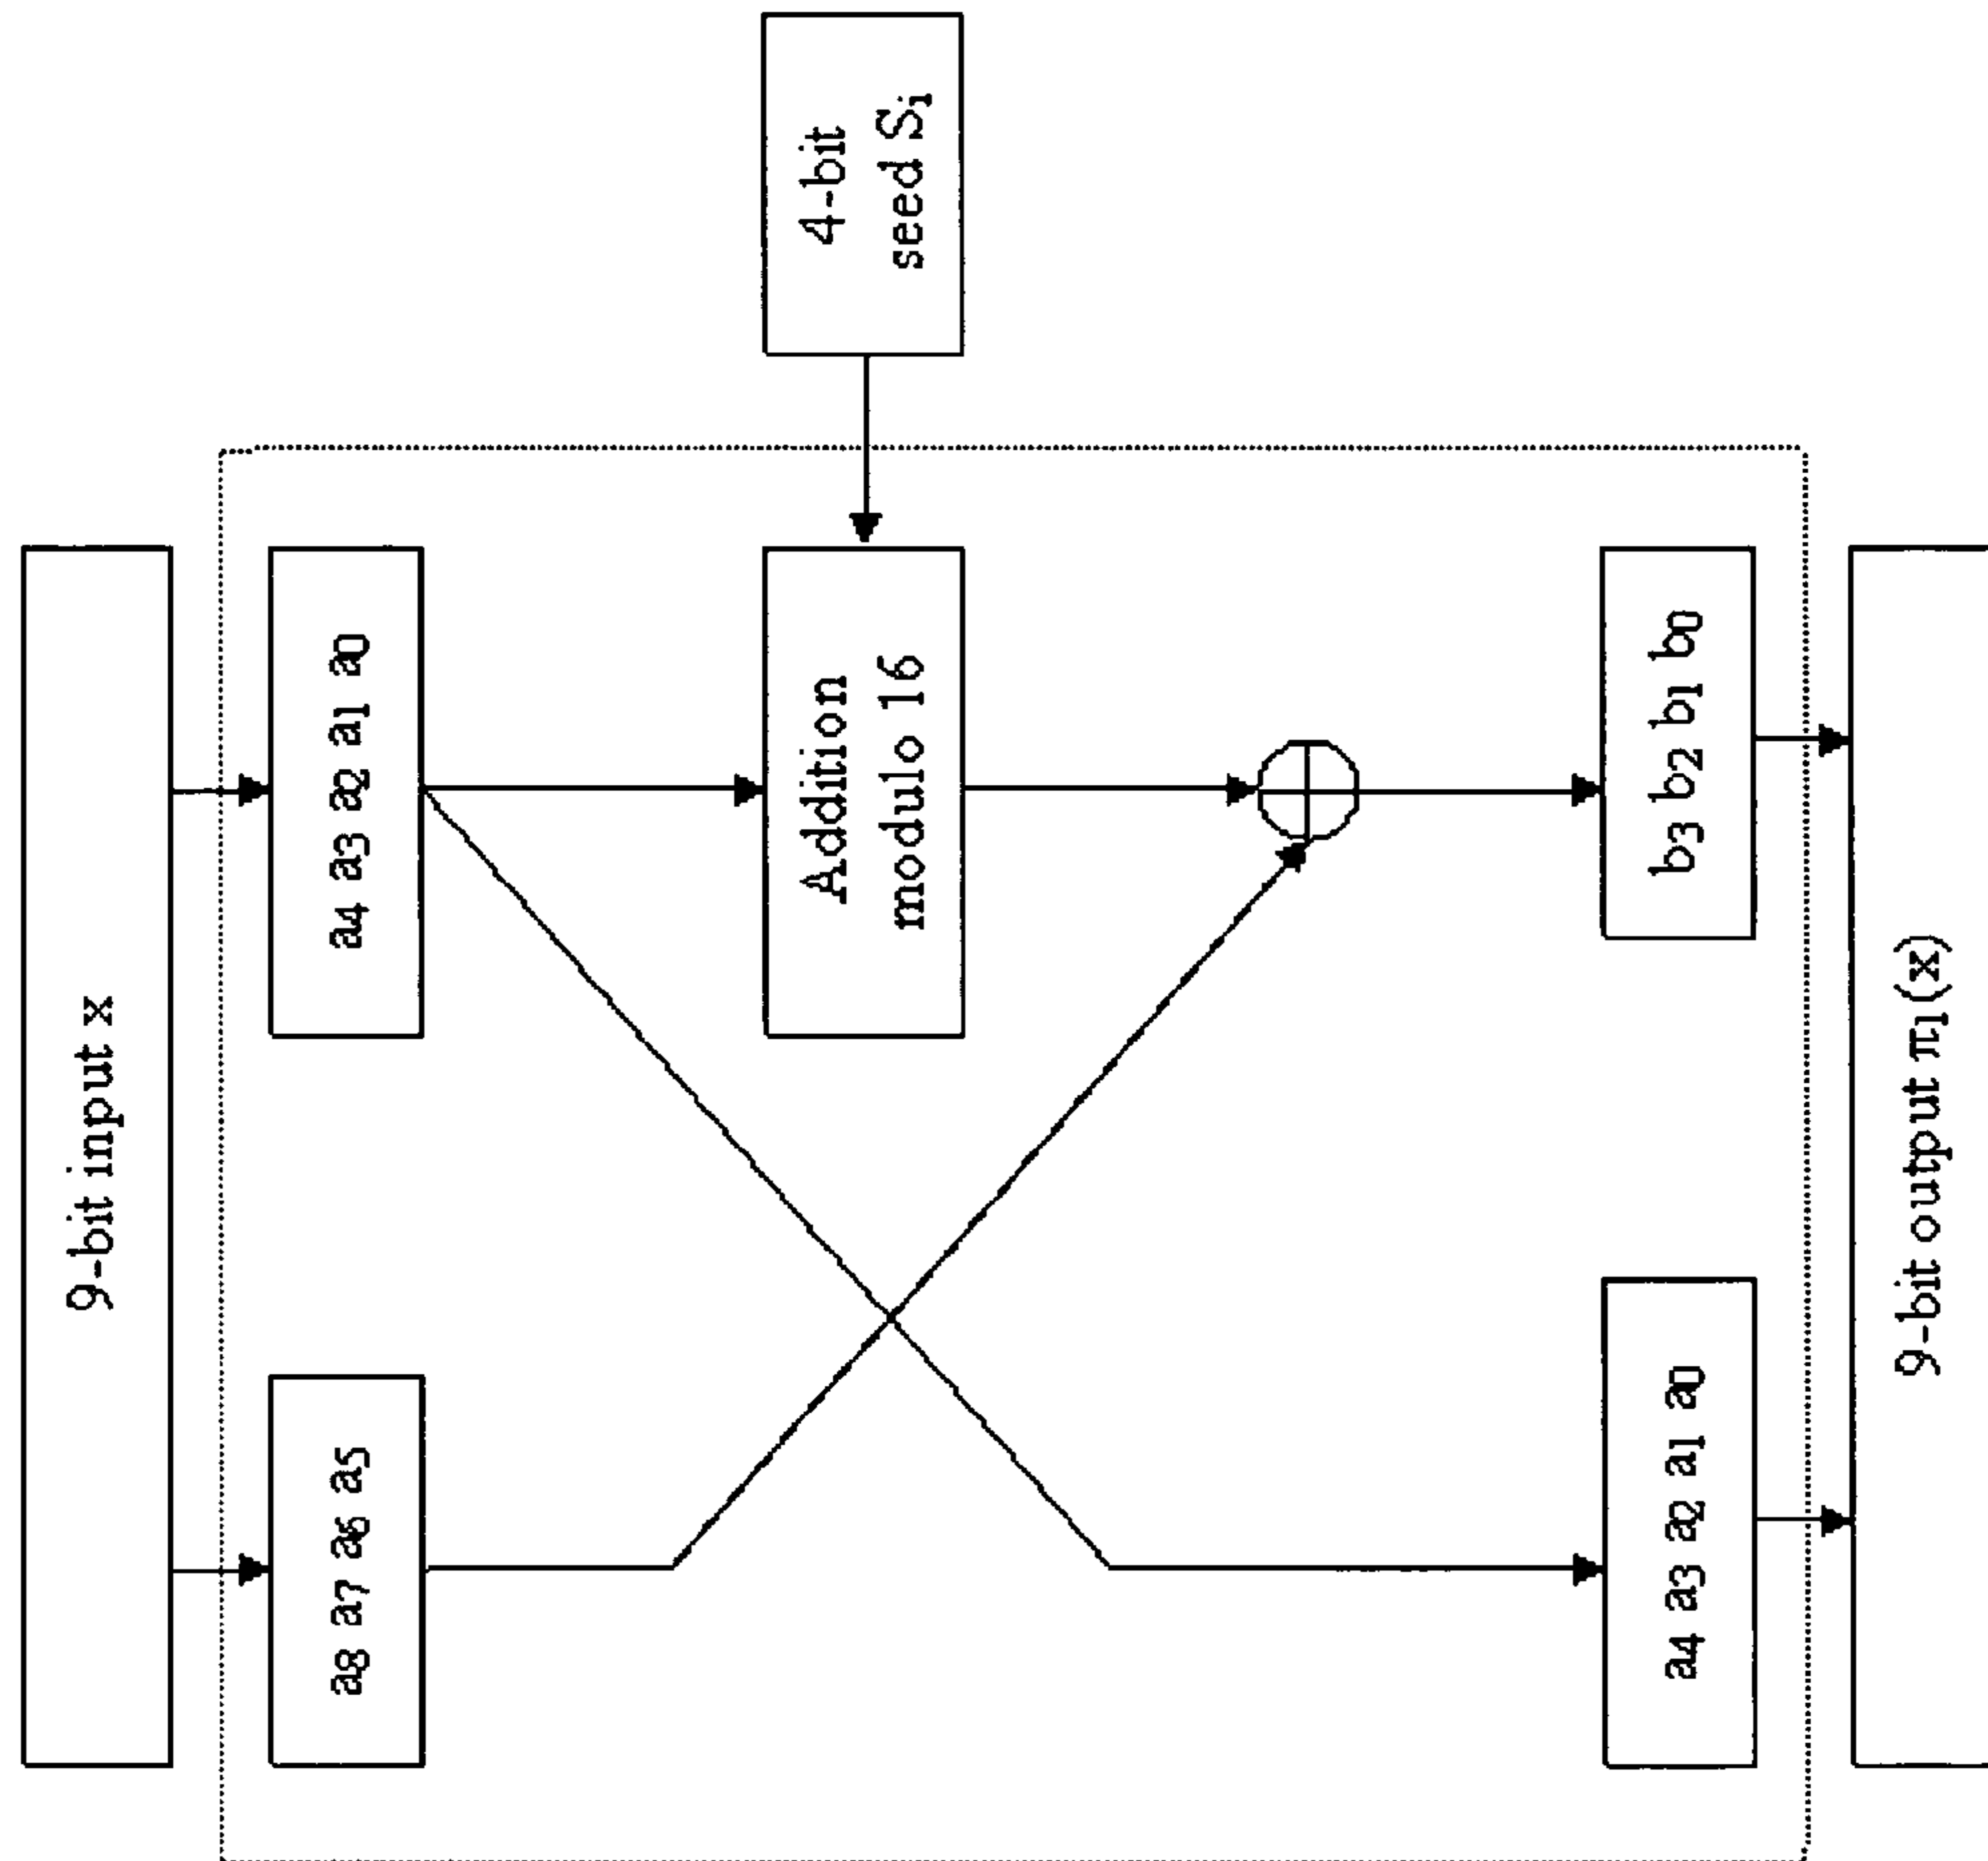 9-bit input x
a8 a7 a6 a5
a4 a3 a2 a1 a0
Addition
modulo 16
4-bit
seed Si
a4 a3 a2 a1 a0
b3 b2 b1 b0
9-bit output π1(x)